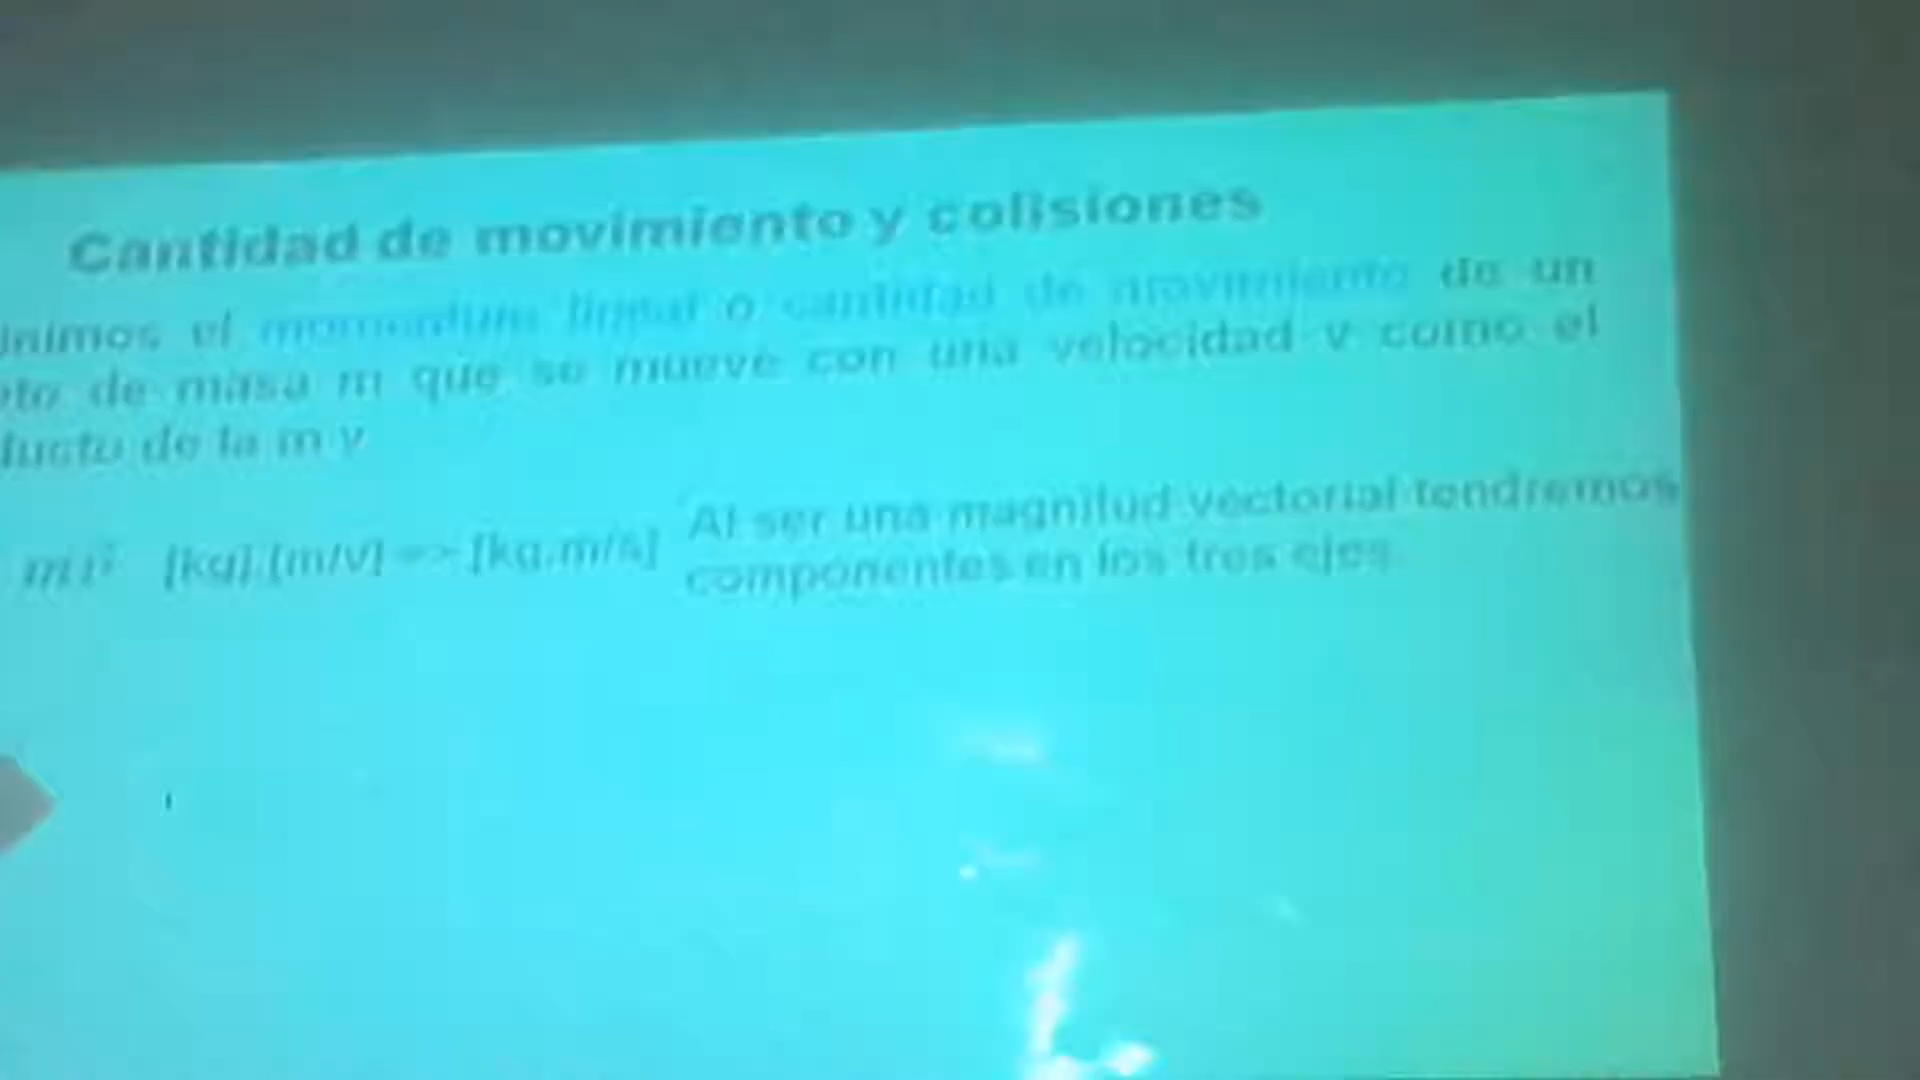 Cantidad de movimiento y colisiones
inimos el momentum lineal o cantidad de movimiento de un
eto de masa m que se mueve con una velocidad v como el
ducto de la m y
m v⃗ [kg].[m/v] => [kg.m/s] Al ser una magnitud vectorial tendremos
componentes en los tres ejes.